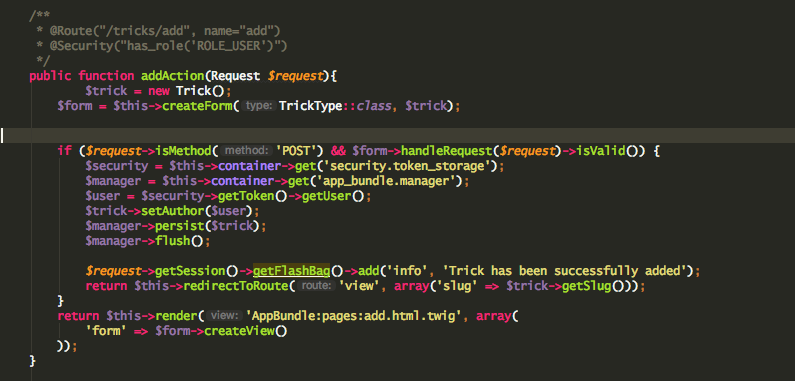 /**
 * @Route("/tricks/add", name="add")
 * @Security("has_role('ROLE_USER')")
 */
public function addAction(Request $request){
        $trick = new Trick();
    $form = $this->createForm( type: TrickType::class, $trick);
    if ($request->isMethod( method: 'POST') && $form->handleRequest($request)->isValid()) {
        $security = $this->container->get('security.token_storage');
        $manager = $this->container->get('app_bundle.manager');
        $user = $security->getToken()->getUser();
        $trick->setAuthor($user);
        $manager->persist($trick);
        $manager->flush();
        $request->getSession()->getFlashBag()->add('info', 'Trick has been successfully added');
        return $this->redirectToRoute( route: 'view', array('slug' => $trick->getSlug()));
    }
    return $this->render( view: 'AppBundle:pages:add.html.twig', array(
        'form' => $form->createView()
    ));
}